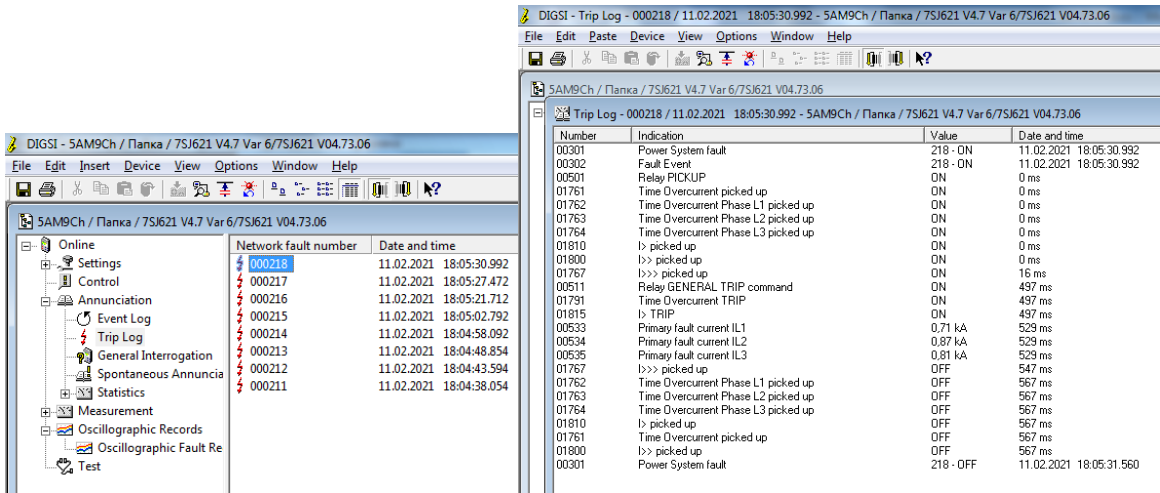 DIGSI - 5AM9Ch / Папка / 7SJ621 V4.7 Var 6/7SJ621 V04.73.06
File Edit Insert Device View Options Window Help
5AM9Ch / Папка / 7SJ621 V4.7 Var 6/7SJ621 V04.73.06
Online
Settings
Control
Annunciation
Event Log
Trip Log
General Interrogation
Spontaneous Annuncia
Statistics
Measurement
Oscillographic Records
Oscillographic Fault Re
Test
Network fault number Date and time
000218 11.02.2021 18:05:30.992
000217 11.02.2021 18:05:27.472
000216 11.02.2021 18:05:21.712
000215 11.02.2021 18:05:02.792
000214 11.02.2021 18:04:58.092
000213 11.02.2021 18:04:48.854
000212 11.02.2021 18:04:43.594
000211 11.02.2021 18:04:38.054
DIGSI - Trip Log - 000218 / 11.02.2021 18:05:30.992 - 5AM9Ch / Папка / 7SJ621 V4.7 Var 6/7SJ621 V04.73.06
File Edit Paste Device View Options Window Help
5AM9Ch / Папка / 7SJ621 V4.7 Var 6/7SJ621 V04.73.06
Trip Log - 000218 / 11.02.2021 18:05:30.992 - 5AM9Ch / Папка / 7SJ621 V4.7 Var 6/7SJ621 V04.73.06
Number Indication Value Date and time
00301 Power System fault 218 - ON 11.02.2021 18:05:30.992
00302 Fault Event 218 - ON 11.02.2021 18:05:30.992
00501 Relay PICKUP ON 0 ms
01761 Time Overcurrent picked up ON 0 ms
01762 Time Overcurrent Phase L1 picked up ON 0 ms
01763 Time Overcurrent Phase L2 picked up ON 0 ms
01764 Time Overcurrent Phase L3 picked up ON 0 ms
01810 I> picked up ON 0 ms
01800 I>> picked up ON 0 ms
01767 I>>> picked up ON 16 ms
00511 Relay GENERAL TRIP command ON 497 ms
01791 Time Overcurrent TRIP ON 497 ms
01815 I> TRIP ON 497 ms
00533 Primary fault current IL1 0,71 kA 529 ms
00534 Primary fault current IL2 0,87 kA 529 ms
00535 Primary fault current IL3 0,81 kA 529 ms
01767 I>>> picked up OFF 547 ms
01762 Time Overcurrent Phase L1 picked up OFF 567 ms
01763 Time Overcurrent Phase L2 picked up OFF 567 ms
01764 Time Overcurrent Phase L3 picked up OFF 567 ms
01810 I> picked up OFF 567 ms
01761 Time Overcurrent picked up OFF 567 ms
01800 I>> picked up OFF 567 ms
00301 Power System fault 218 - OFF 11.02.2021 18:05:31.560